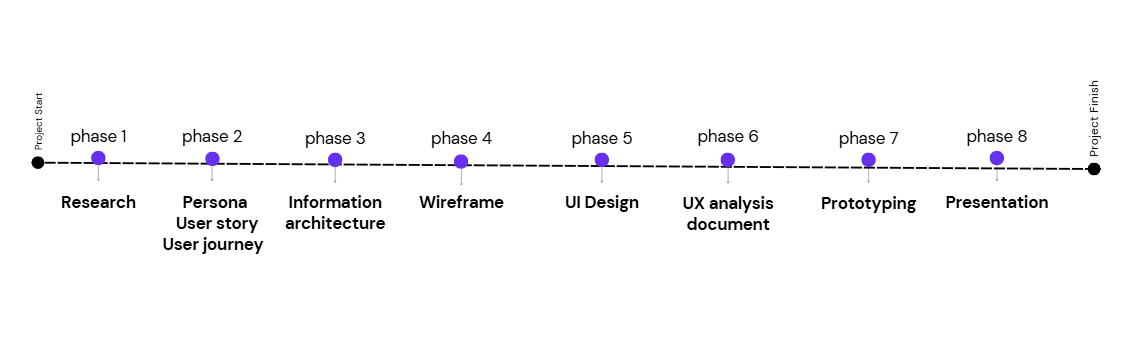 Project Start
phase 1
phase 2
phase 3
phase 4
phase 5
phase 6
phase 7
phase 8
Project Finish
Research
Persona
User story
User journey
Information
architecture
Wireframe
UI Design
UX analysis
document
Prototyping
Presentation